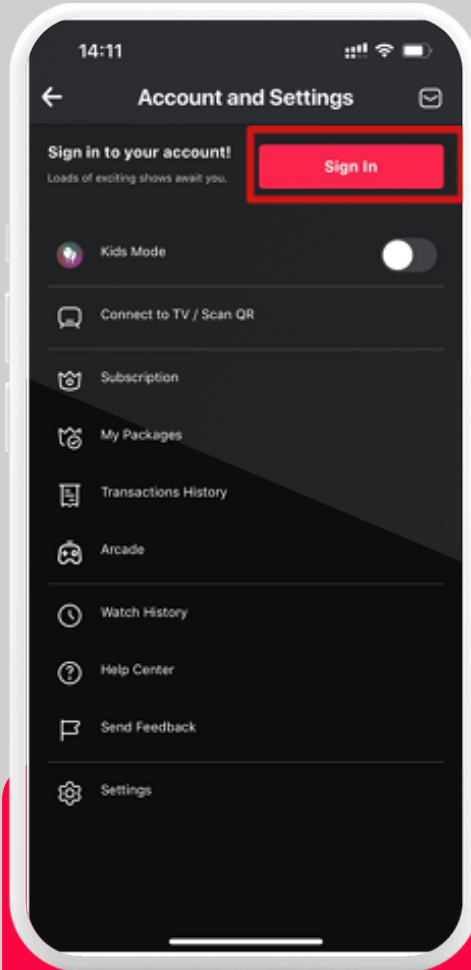 14:11
Account and Settings
Sign in to your account!
Loads of exciting shows await you.
Sign In
Kids Mode
Connect to TV / Scan QR
Subscription
My Packages
Transactions History
Arcade
Watch History
Help Center
Send Feedback
Settings